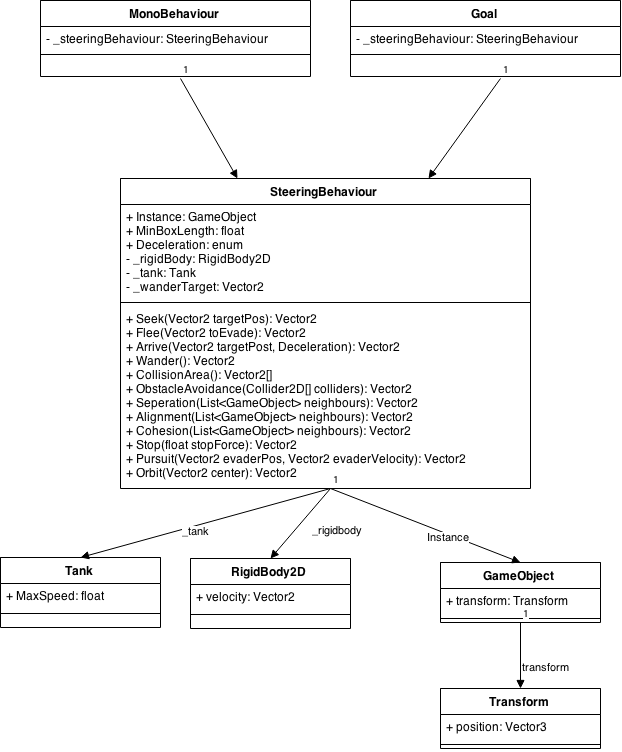 MonoBehaviour
- _steeringBehaviour: SteeringBehaviour
1
Goal
- _steeringBehaviour: SteeringBehaviour
1
SteeringBehaviour
+ Instance: GameObject
+ MinBoxLength: float
+ Deceleration: enum
- _rigidBody: RigidBody2D
- _tank: Tank
- _wanderTarget: Vector2
+ Seek(Vector2 targetPos): Vector2
+ Flee(Vector2 toEvade): Vector2
+ Arrive(Vector2 targetPost, Deceleration): Vector2
+ Wander(): Vector2
+ CollisionArea(): Vector2[]
+ ObstacleAvoidance(Collider2D[] colliders): Vector2
+ Seperation(List<GameObject> neighbours): Vector2
+ Alignment(List<GameObject> neighbours): Vector2
+ Cohesion(List<GameObject> neighbours): Vector2
+ Stop(float stopForce): Vector2
+ Pursuit(Vector2 evaderPos, Vector2 evaderVelocity): Vector2
+ Orbit(Vector2 center): Vector2
1
_tank
_rigidbody
Instance
Tank
+ MaxSpeed: float
RigidBody2D
+ velocity: Vector2
GameObject
+ transform: Transform
1
transform
Transform
+ position: Vector3